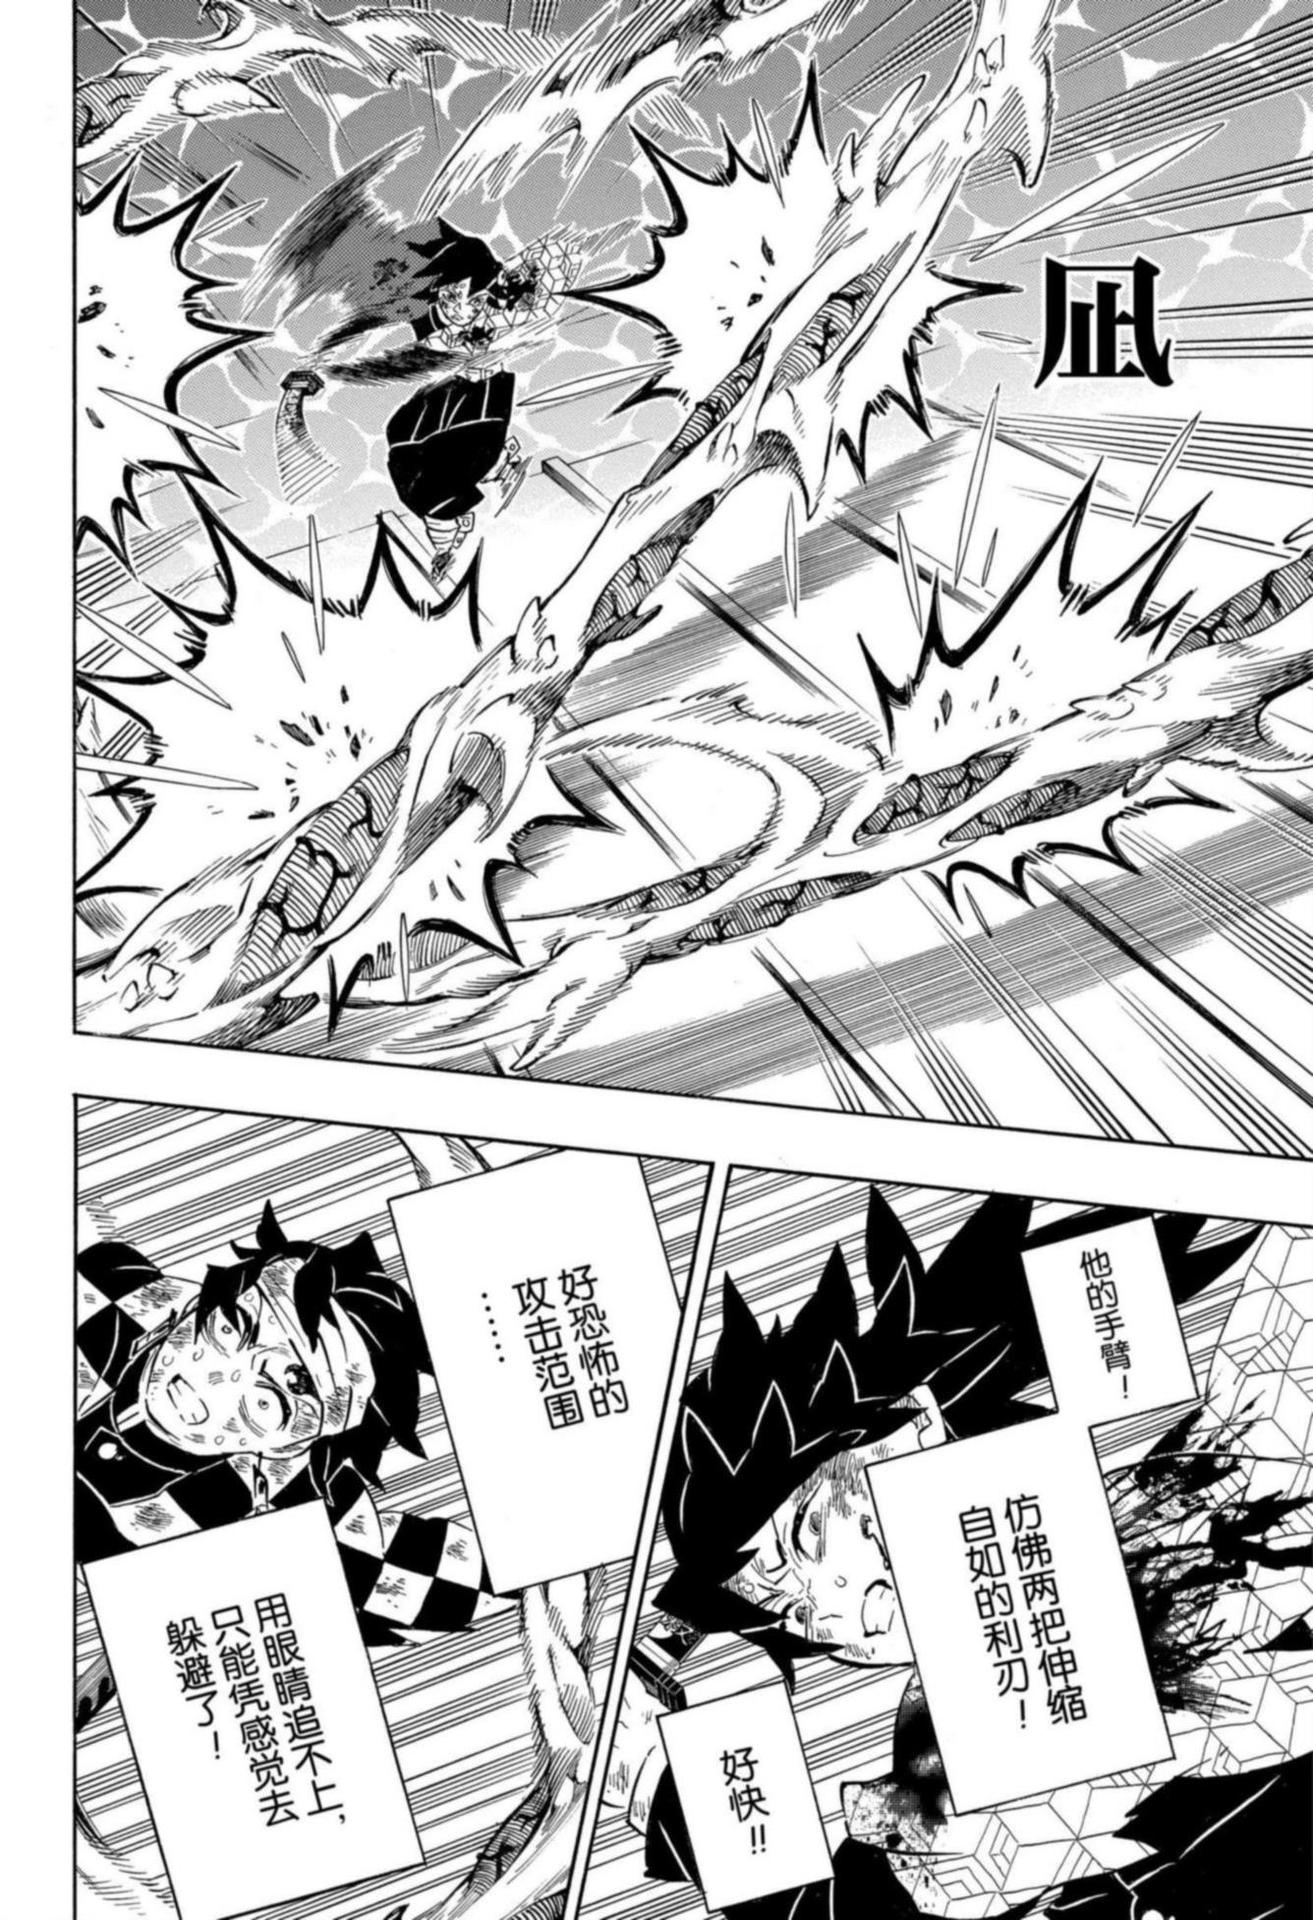 凪
他的手臂！
仿佛两把伸缩
自如的利刃！
好快!!
好恐怖的
攻击范围
……
用眼睛追不上，
只能凭感觉去
躲避了！